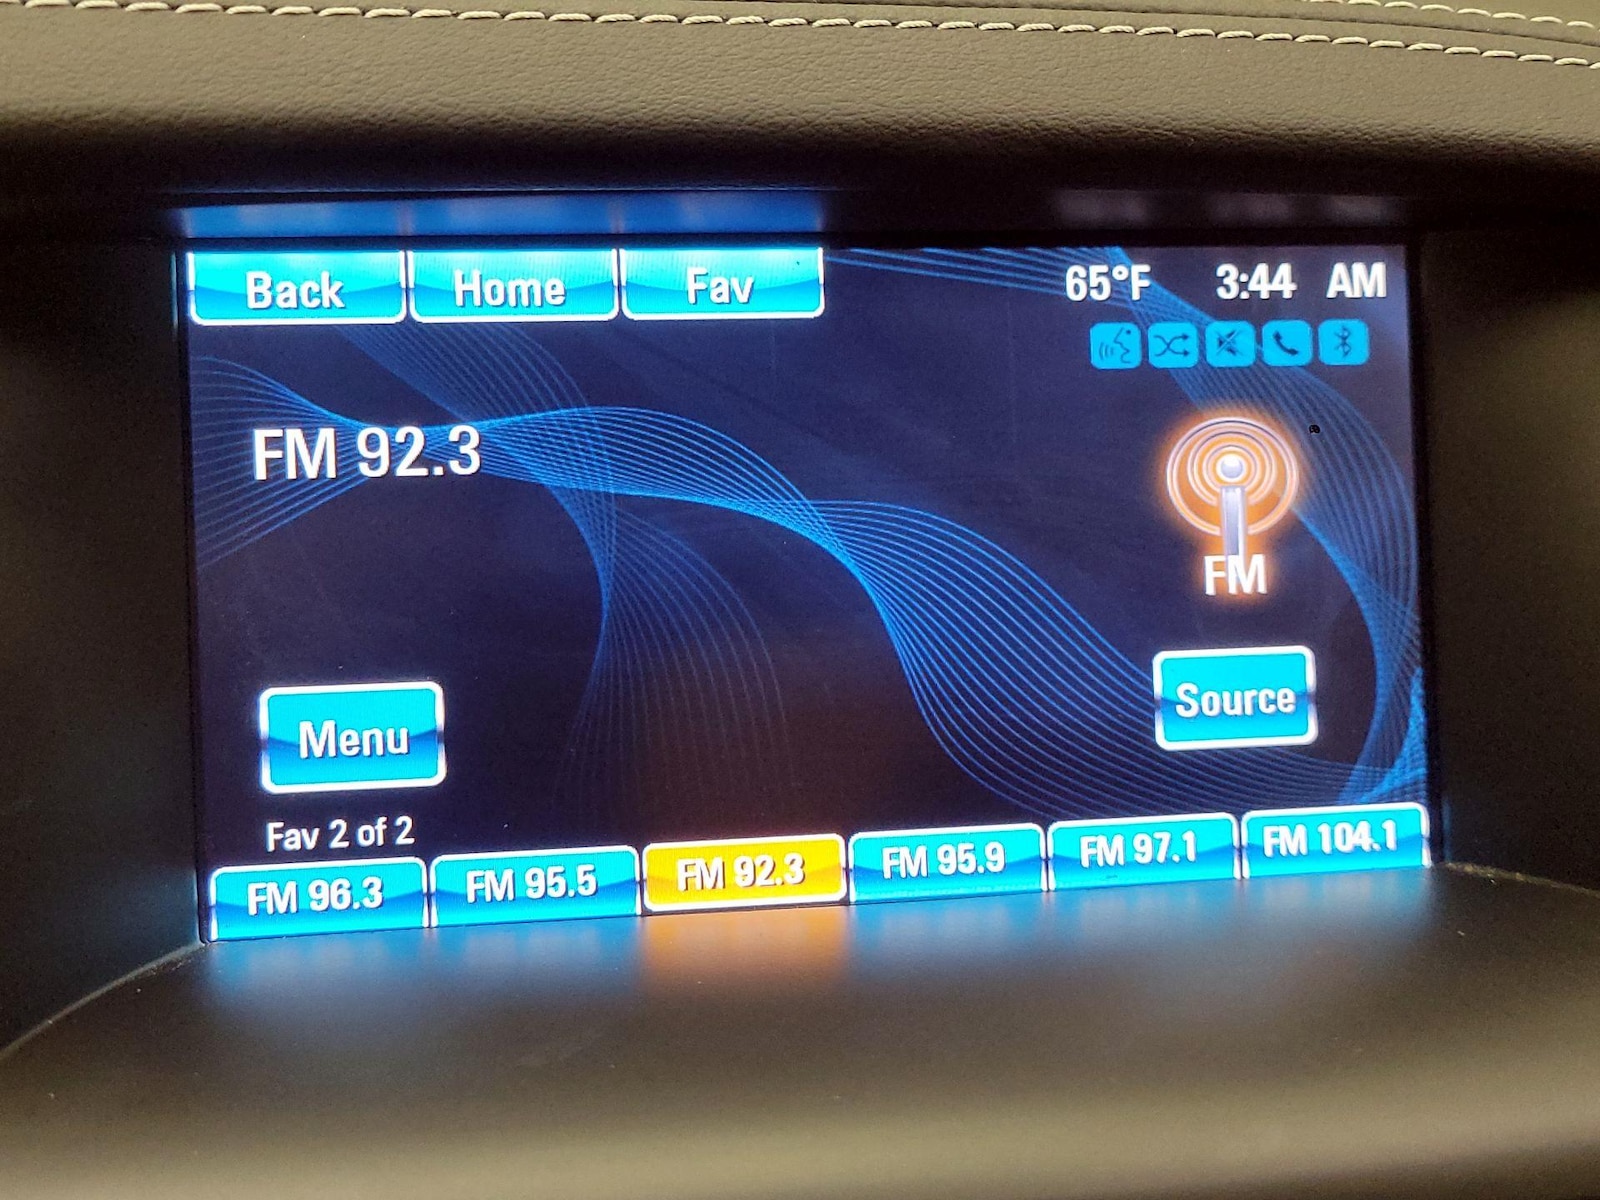 Back Home Fav 65°F 3:44 AM
FM 92.3
FM
Menu Source
Fav 2 of 2
FM 96.3 FM 95.5 FM 92.3 FM 95.9 FM 97.1 FM 104.1